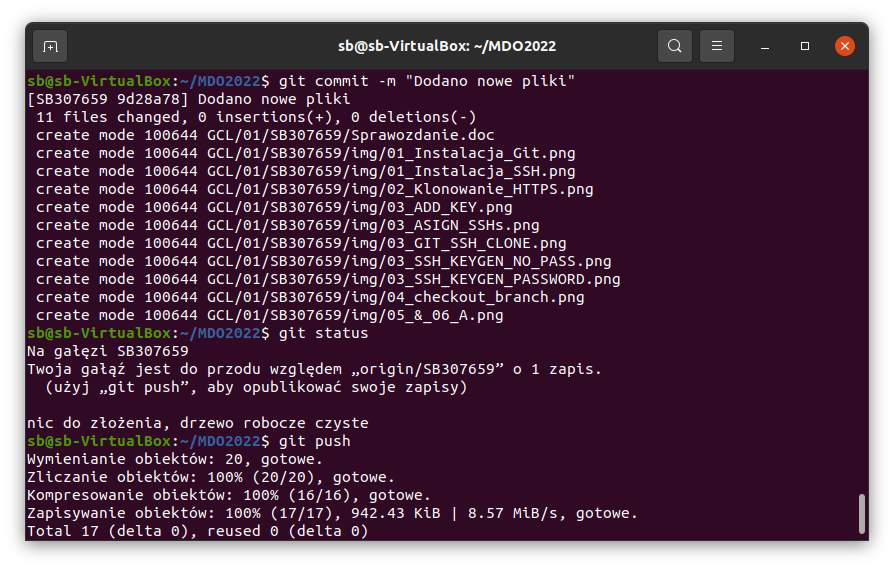 sb@sb-VirtualBox: ~/MDO2022
sb@sb-VirtualBox:~/MDO2022$ git commit -m "Dodano nowe pliki"
[SB307659 9d28a78] Dodano nowe pliki
 11 files changed, 0 insertions(+), 0 deletions(-)
 create mode 100644 GCL/01/SB307659/Sprawozdanie.doc
 create mode 100644 GCL/01/SB307659/img/01_Instalacja_Git.png
 create mode 100644 GCL/01/SB307659/img/01_Instalacja_SSH.png
 create mode 100644 GCL/01/SB307659/img/02_Klonowanie_HTTPS.png
 create mode 100644 GCL/01/SB307659/img/03_ADD_KEY.png
 create mode 100644 GCL/01/SB307659/img/03_ASIGN_SSHs.png
 create mode 100644 GCL/01/SB307659/img/03_GIT_SSH_CLONE.png
 create mode 100644 GCL/01/SB307659/img/03_SSH_KEYGEN_NO_PASS.png
 create mode 100644 GCL/01/SB307659/img/03_SSH_KEYGEN_PASSWORD.png
 create mode 100644 GCL/01/SB307659/img/04_checkout_branch.png
 create mode 100644 GCL/01/SB307659/img/05_&_06_A.png
sb@sb-VirtualBox:~/MDO2022$ git status
Na gałęzi SB307659
Twoja gałąź jest do przodu względem „origin/SB307659” o 1 zapis.
  (użyj „git push”, aby opublikować swoje zapisy)

nic do złożenia, drzewo robocze czyste
sb@sb-VirtualBox:~/MDO2022$ git push
Wymienianie obiektów: 20, gotowe.
Zliczanie obiektów: 100% (20/20), gotowe.
Kompresowanie obiektów: 100% (16/16), gotowe.
Zapisywanie obiektów: 100% (17/17), 942.43 KiB | 8.57 MiB/s, gotowe.
Total 17 (delta 0), reused 0 (delta 0)